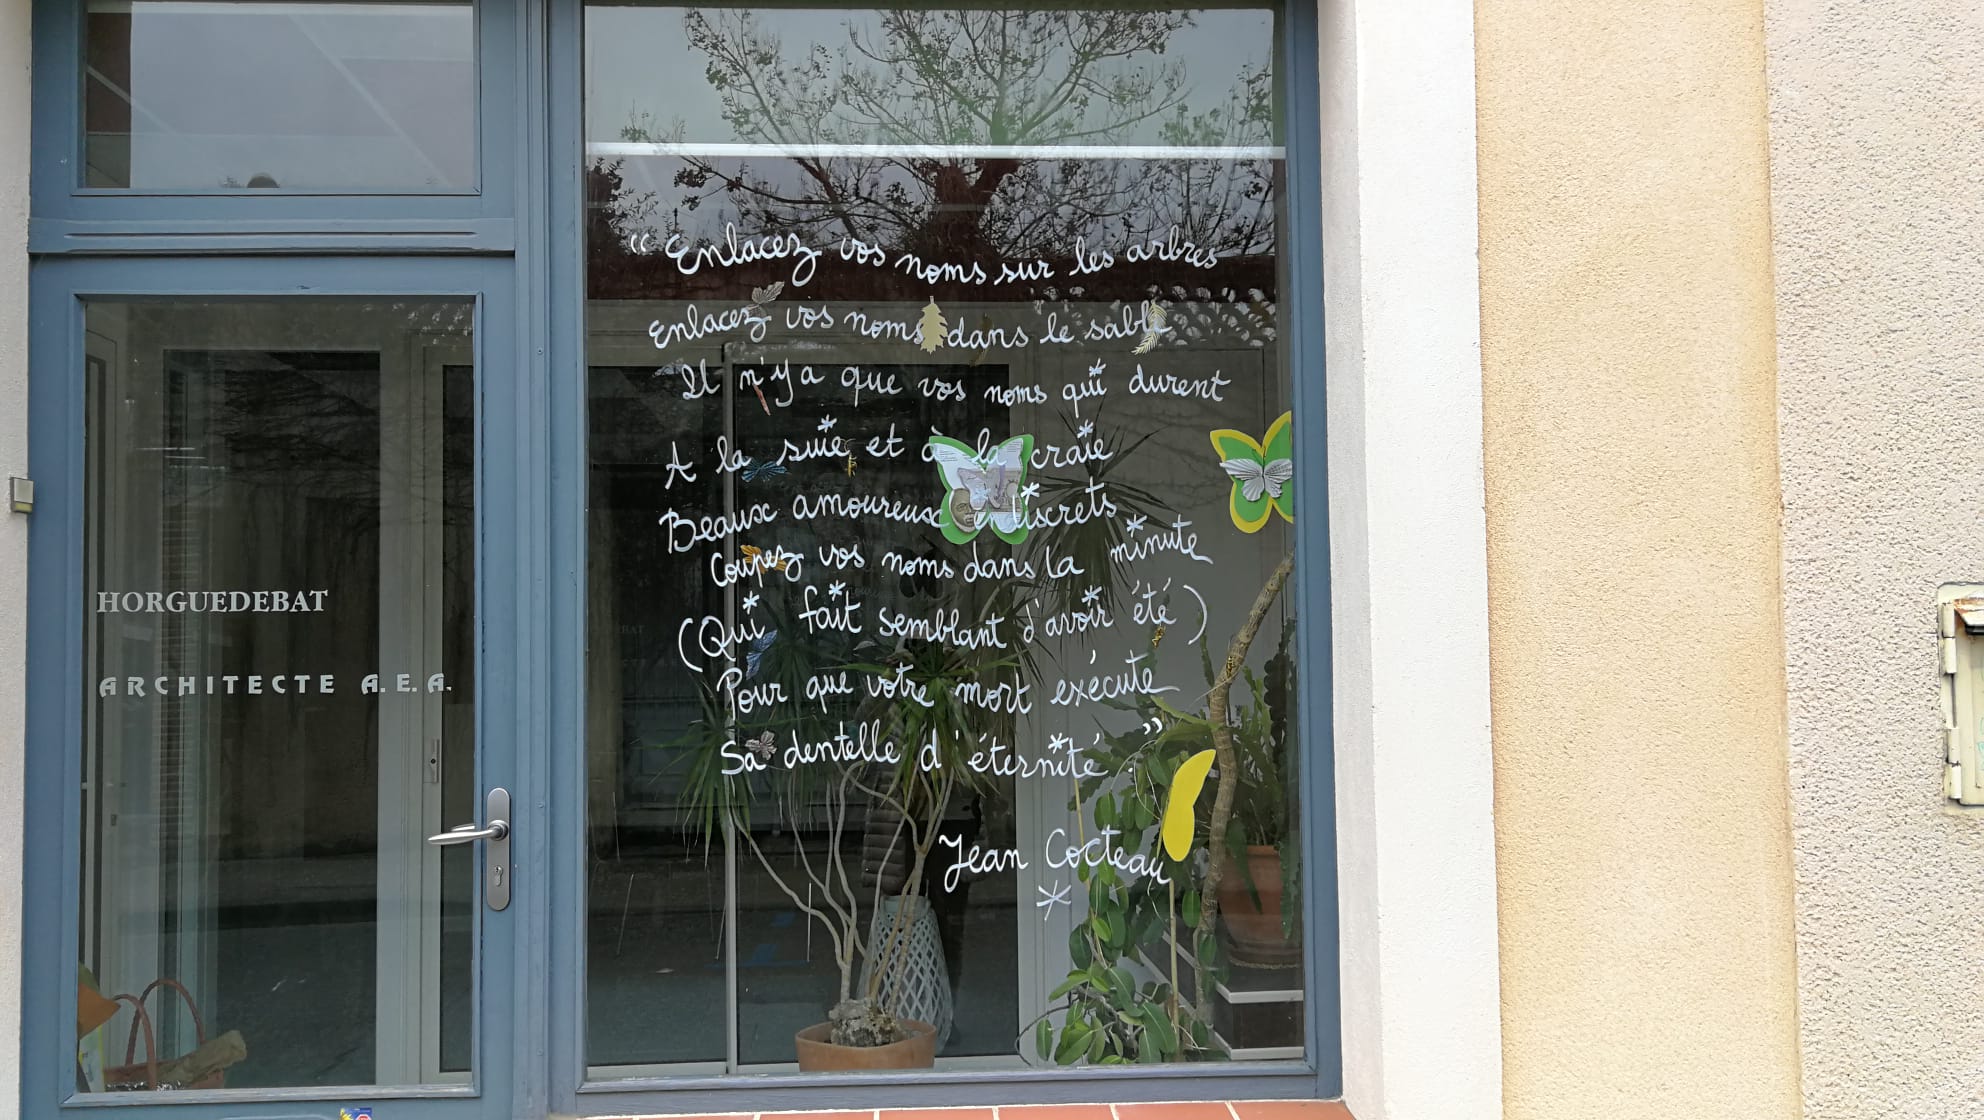 HORGUEDEBAT
ARCHITECTE A.E.A.
“Enlacez vos noms sur les arbres
Enlacez vos noms dans le sable
Il n'y a que vos noms qui durent
A la suie et à la craie
Beaux amoureux indiscrets
Coupez vos noms dans la minute
(Qui fait semblant d'avoir été)
Pour que votre mort exécute
Sa dentelle d'éternité.”
Jean Cocteau